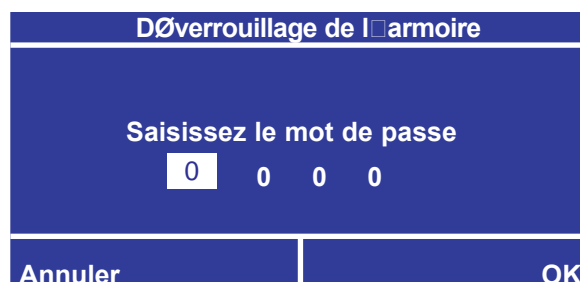 DØverrouillage de l□armoire
Saisissez le mot de passe
0 0 0 0
Annuler OK